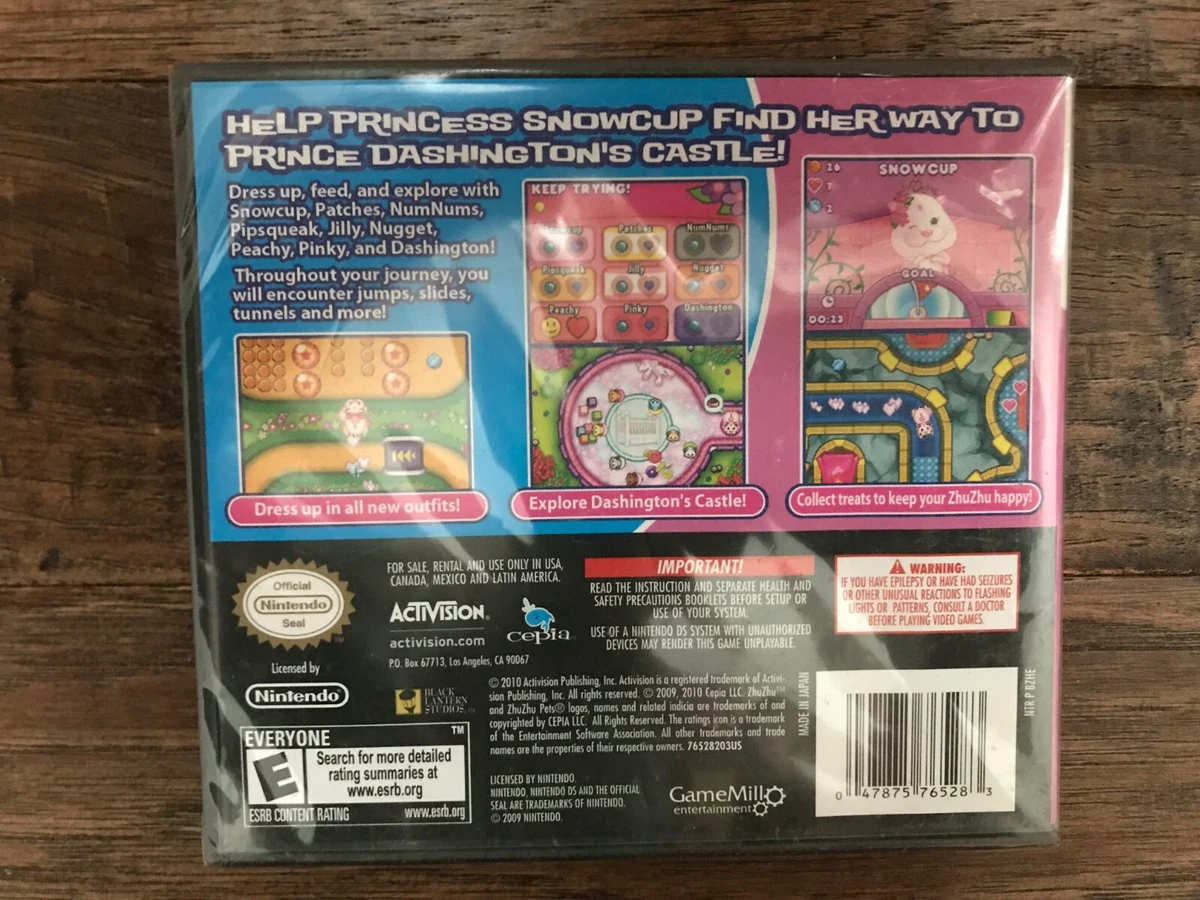 HELP PRINCESS SNOWCUP FIND HER WAY TO
PRINCE DASHINGTON'S CASTLE!
Dress up, feed, and explore with
Snowcup, Patches, NumNums,
Pipsqueak, Jilly, Nugget,
Peachy, Pinky, and Dashington!
Throughout your journey, you
will encounter jumps, slides,
tunnels and more!
KEEP TRYING!
Snowcup Patches NumNums
Pipsqueak Jilly Nugget
Peachy Pinky Dashington
26
7
2
SNOWCUP
GOAL
00:23
Dress up in all new outfits!
Explore Dashington's Castle!
Collect treats to keep your ZhuZhu happy!
Official
Nintendo
Seal
TM
Licensed by
Nintendo®
FOR SALE, RENTAL AND USE ONLY IN USA,
CANADA, MEXICO AND LATIN AMERICA.
ACTIVISION®
activision.com
cepia
P.O. Box 67713, Los Angeles, CA 90067
BLACK
LANTERN
STUDIOS
IMPORTANT!
READ THE INSTRUCTION AND SEPARATE HEALTH AND
SAFETY PRECAUTIONS BOOKLETS BEFORE SETUP OR
USE OF YOUR SYSTEM.
USE OF A NINTENDO DS SYSTEM WITH UNAUTHORIZED
DEVICES MAY RENDER THIS GAME UNPLAYABLE.
WARNING:
IF YOU HAVE EPILEPSY OR HAVE HAD SEIZURES
OR OTHER UNUSUAL REACTIONS TO FLASHING
LIGHTS OR PATTERNS, CONSULT A DOCTOR
BEFORE PLAYING VIDEO GAMES.
© 2010 Activision Publishing, Inc. Activision is a registered trademark of Activi-
sion Publishing, Inc. All rights reserved. © 2009, 2010 Cepia LLC. ZhuZhu™
and ZhuZhu Pets® logos, names and related indicia are trademarks of and
copyrighted by CEPIA LLC. All Rights Reserved. The ratings icon is a trademark
of the Entertainment Software Association. All other trademarks and trade
names are the properties of their respective owners. 76528203US
MADE IN JAPAN
NTR P BZHE
EVERYONE
TM
E
Search for more detailed
rating summaries at
www.esrb.org
ESRB CONTENT RATING www.esrb.org
LICENSED BY NINTENDO.
NINTENDO, NINTENDO DS AND THE OFFICIAL
SEAL ARE TRADEMARKS OF NINTENDO.
© 2009 NINTENDO.
GameMill
entertainment
0 47875 76528 3